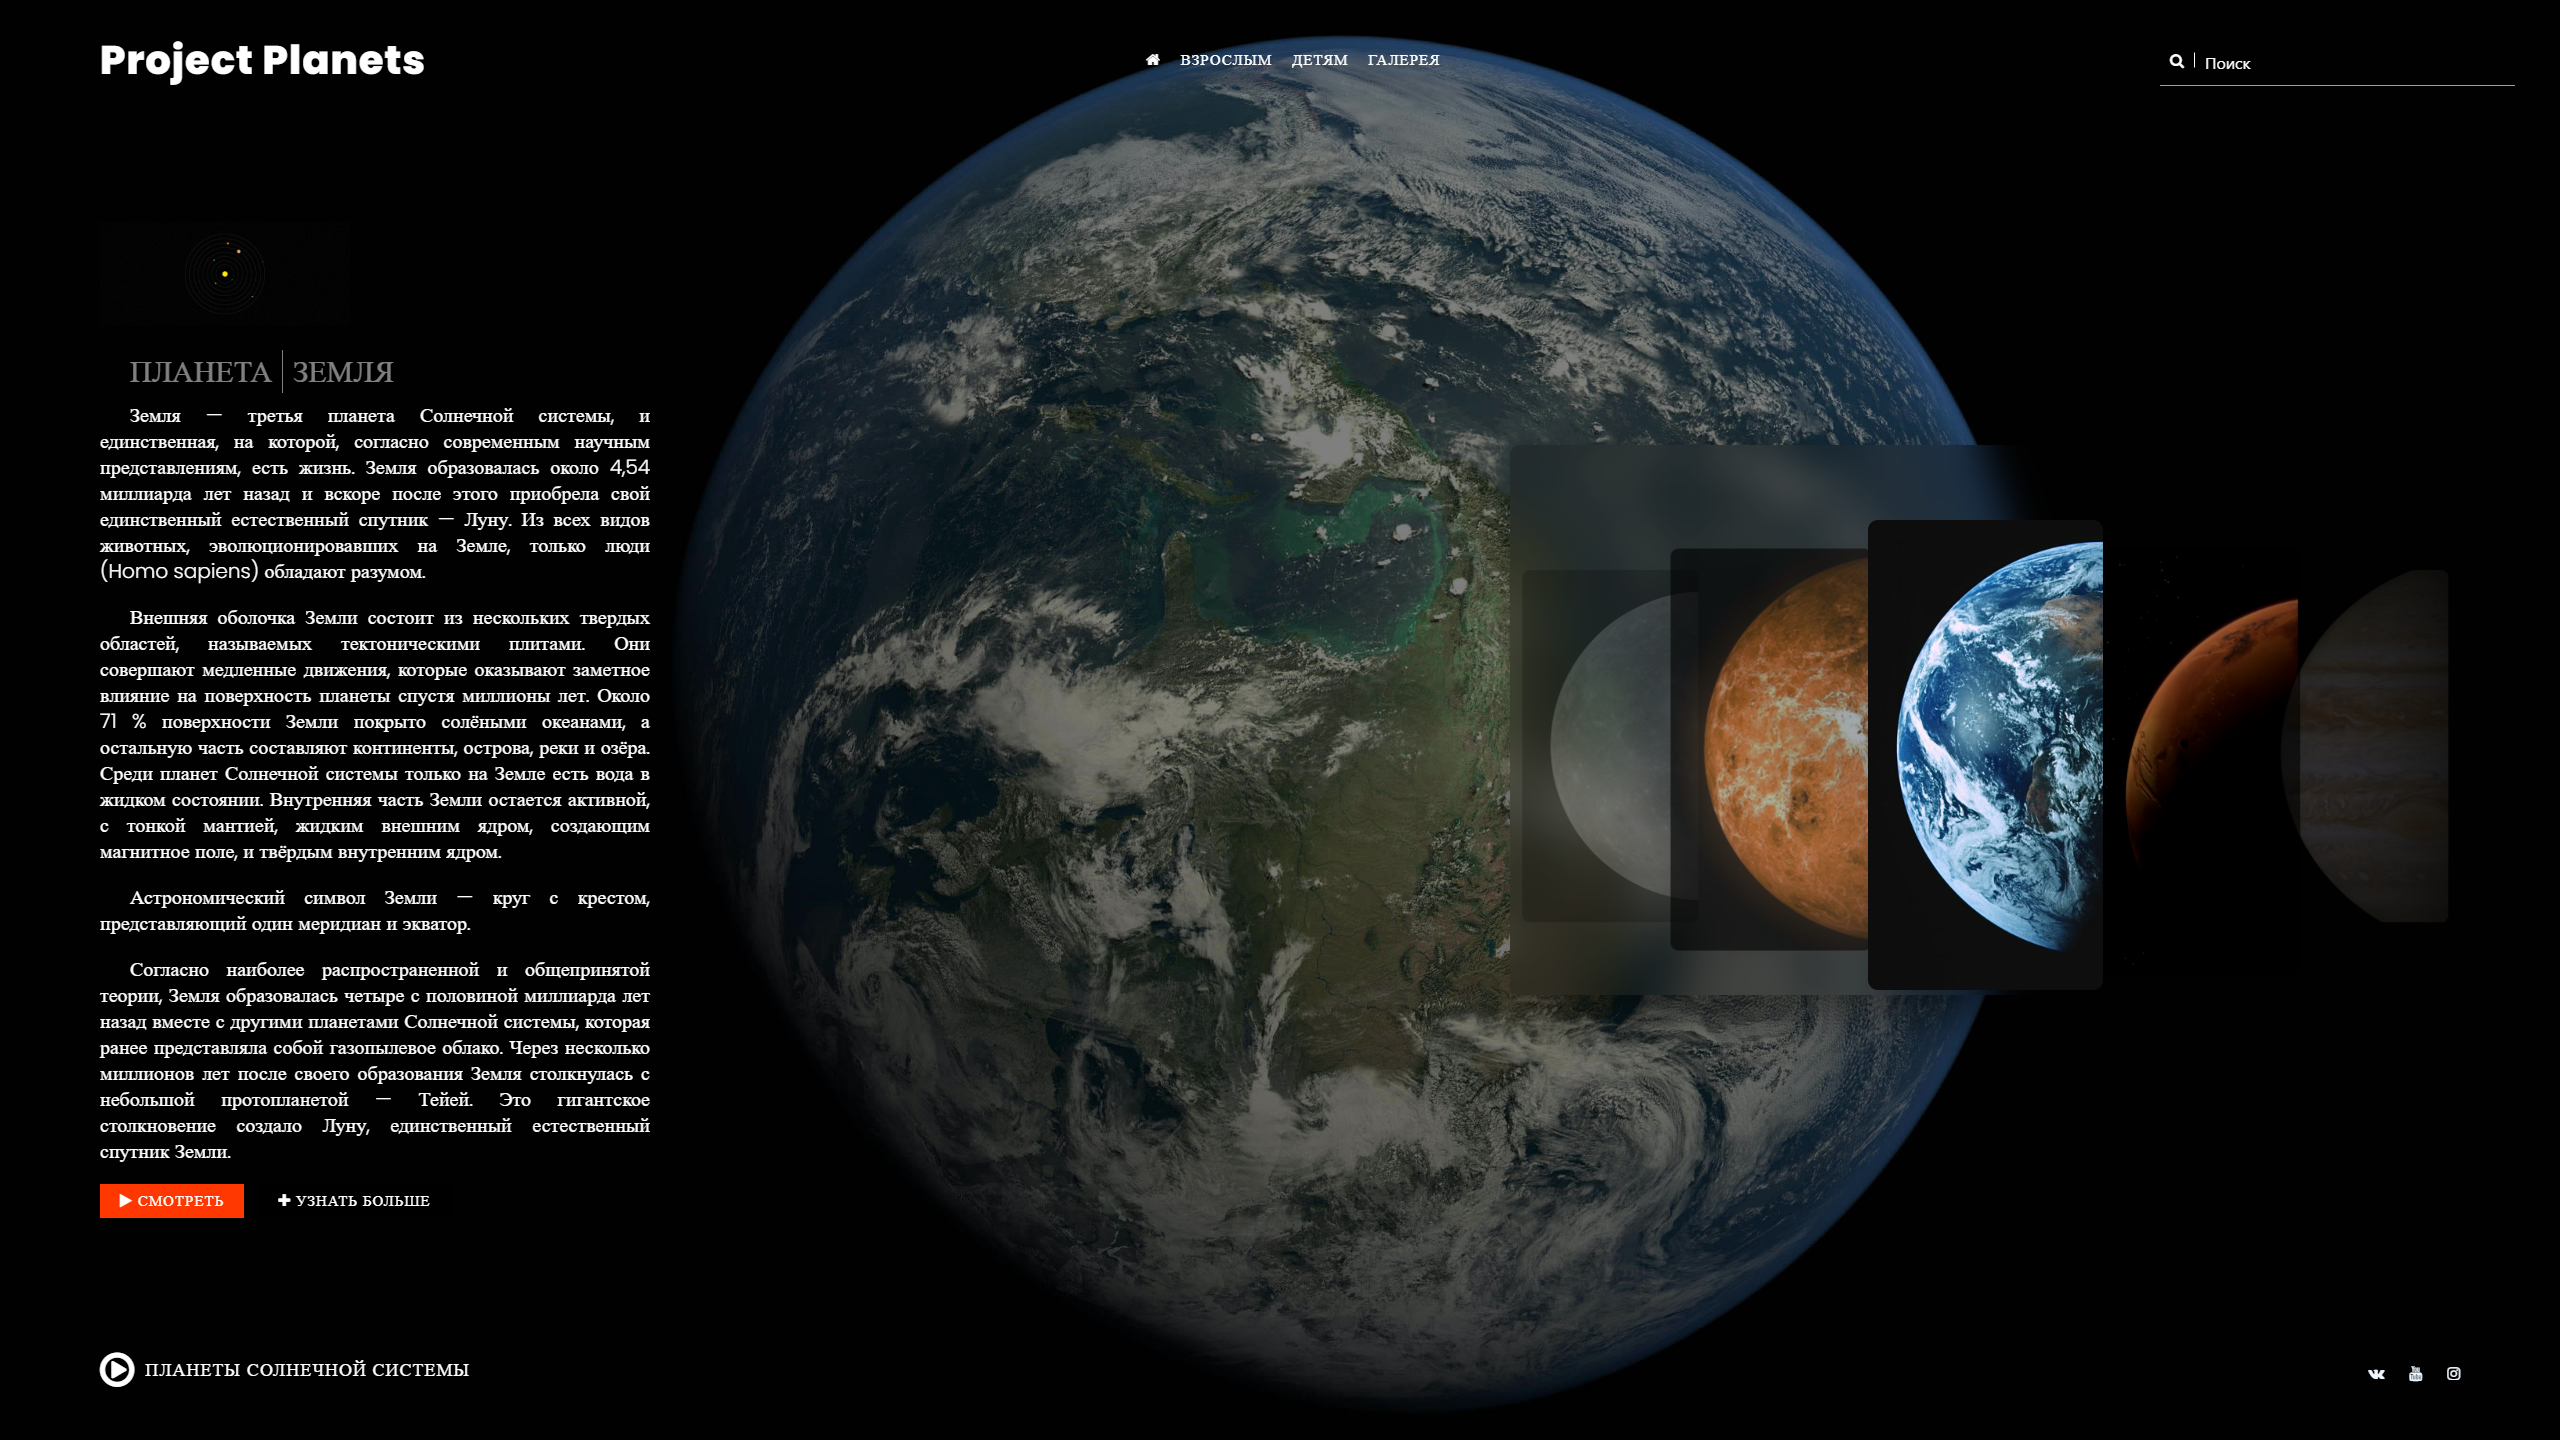 Project Planets
ВЗРОСЛЫМ ДЕТЯМ ГАЛЕРЕЯ
Поиск
ПЛАНЕТА ЗЕМЛЯ
Земля — третья планета Солнечной системы, и
единственная, на которой, согласно современным научным
представлениям, есть жизнь. Земля образовалась около 4,54
миллиарда лет назад и вскоре после этого приобрела свой
единственный естественный спутник — Луну. Из всех видов
животных, эволюционировавших на Земле, только люди
(Homo sapiens) обладают разумом.
Внешняя оболочка Земли состоит из нескольких твердых
областей, называемых тектоническими плитами. Они
совершают медленные движения, которые оказывают заметное
влияние на поверхность планеты спустя миллионы лет. Около
71 % поверхности Земли покрыто солёными океанами, а
остальную часть составляют континенты, острова, реки и озёра.
Среди планет Солнечной системы только на Земле есть вода в
жидком состоянии. Внутренняя часть Земли остается активной,
с тонкой мантией, жидким внешним ядром, создающим
магнитное поле, и твёрдым внутренним ядром.
Астрономический символ Земли — круг с крестом,
представляющий один меридиан и экватор.
Согласно наиболее распространенной и общепринятой
теории, Земля образовалась четыре с половиной миллиарда лет
назад вместе с другими планетами Солнечной системы, которая
ранее представляла собой газопылевое облако. Через несколько
миллионов лет после своего образования Земля столкнулась с
небольшой протопланетой — Тейей. Это гигантское
столкновение создало Луну, единственный естественный
спутник Земли.
СМОТРЕТЬ УЗНАТЬ БОЛЬШЕ
ПЛАНЕТЫ СОЛНЕЧНОЙ СИСТЕМЫ